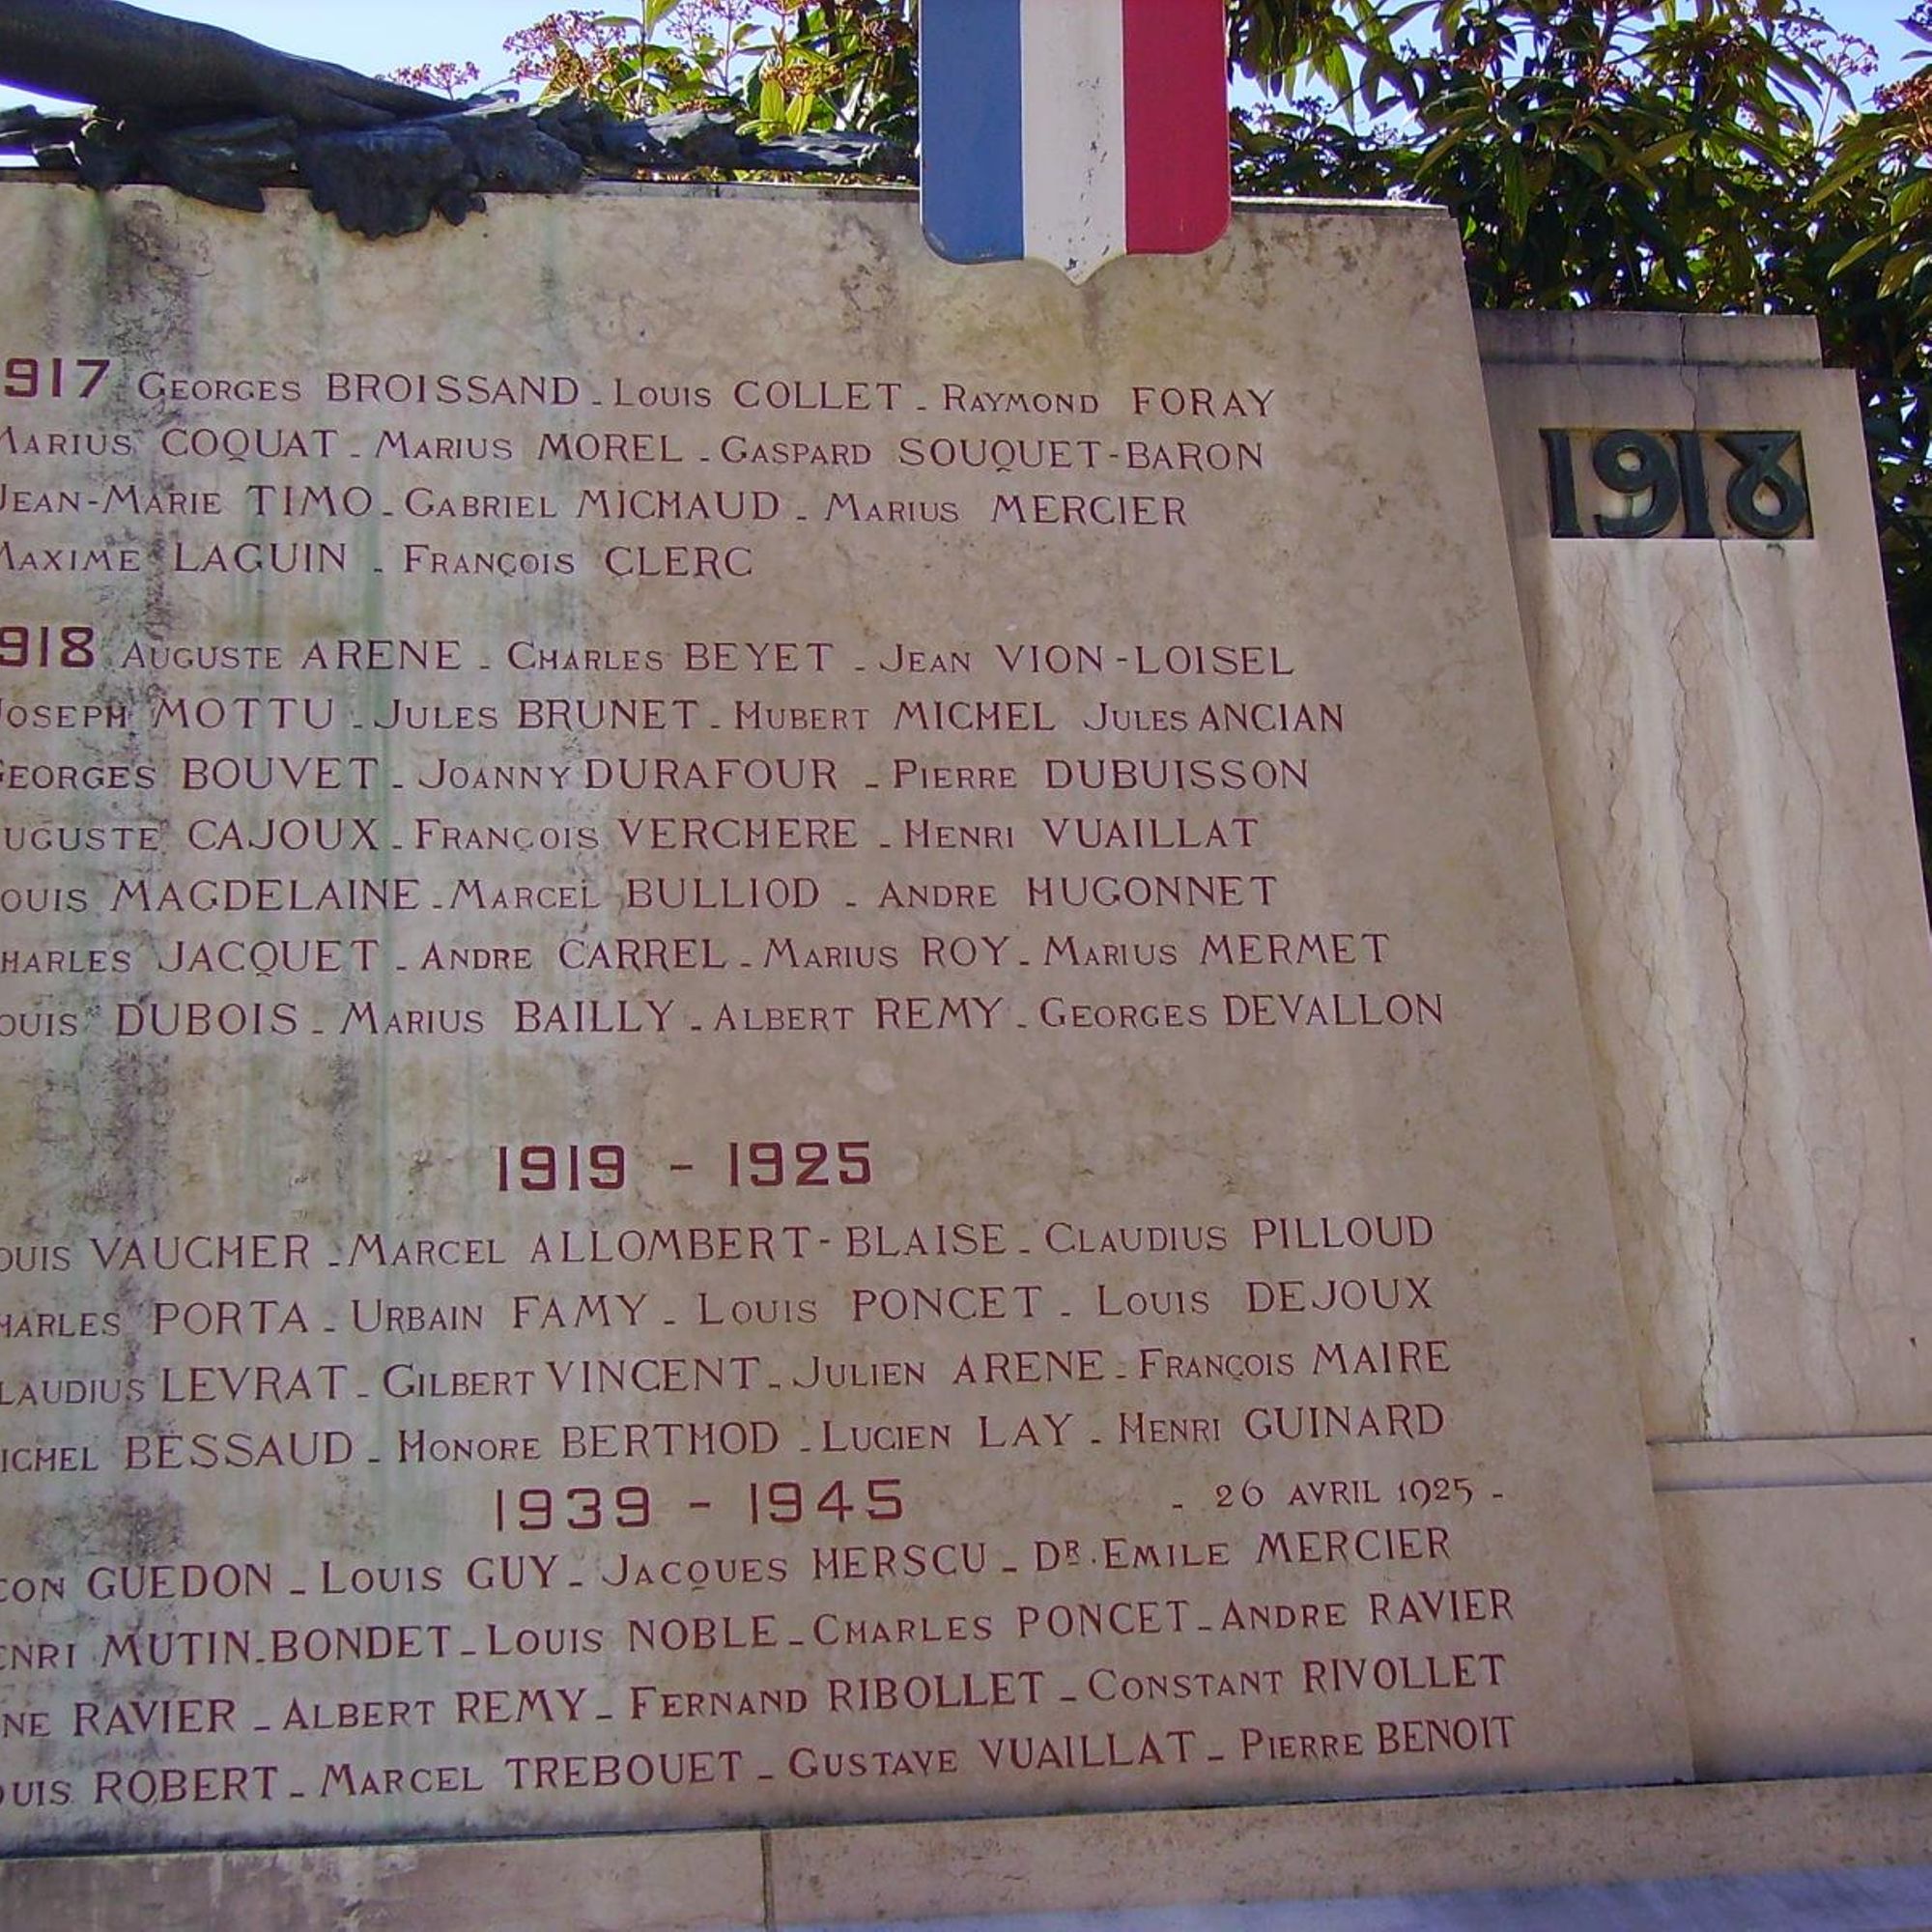 917 GEORGES BROISSAND - LOUIS COLLET - RAYMOND FORAY
MARIUS COQUAT - MARIUS MOREL - GASPARD SOUQUET-BARON
JEAN-MARIE TIMO - GABRIEL MICHAUD - MARIUS MERCIER
MAXIME LAGUIN - FRANÇOIS CLERC
1918
918 AUGUSTE ARENE - CHARLES BEYET - JEAN VION-LOISEL
JOSEPH MOTTU - JULES BRUNET - HUBERT MICHEL JULES ANCIAN
GEORGES BOUVET - JOANNY DURAFOUR - PIERRE DUBUISSON
UGUSTE CAJOUX - FRANÇOIS VERCHERE - HENRI VUAILLAT
OUIS MAGDELAINE - MARCEL BULLIOD - ANDRE HUGONNET
HARLES JACQUET - ANDRE CARREL - MARIUS ROY - MARIUS MERMET
OUIS DUBOIS - MARIUS BAILLY - ALBERT REMY - GEORGES DEVALLON
1919 - 1925
OUIS VAUCHER - MARCEL ALLOMBERT-BLAISE - CLAUDIUS PILLOUD
HARLES PORTA - URBAIN FAMY - LOUIS PONCET - LOUIS DEJOUX
LAUDIUS LEVRAT - GILBERT VINCENT - JULIEN ARENE - FRANÇOIS MAIRE
ICHEL BESSAUD - HONORE BERTHOD - LUCIEN LAY - HENRI GUINARD
1939 - 1945 - 26 AVRIL 1925 -
EON GUEDON - LOUIS GUY - JACQUES HERSCU - DR. EMILE MERCIER
ENRI MUTIN-BONDET - LOUIS NOBLE - CHARLES PONCET - ANDRE RAVIER
NE RAVIER - ALBERT REMY - FERNAND RIBOLLET - CONSTANT RIVOLLET
OUIS ROBERT - MARCEL TREBOUET - GUSTAVE VUAILLAT - PIERRE BENOIT